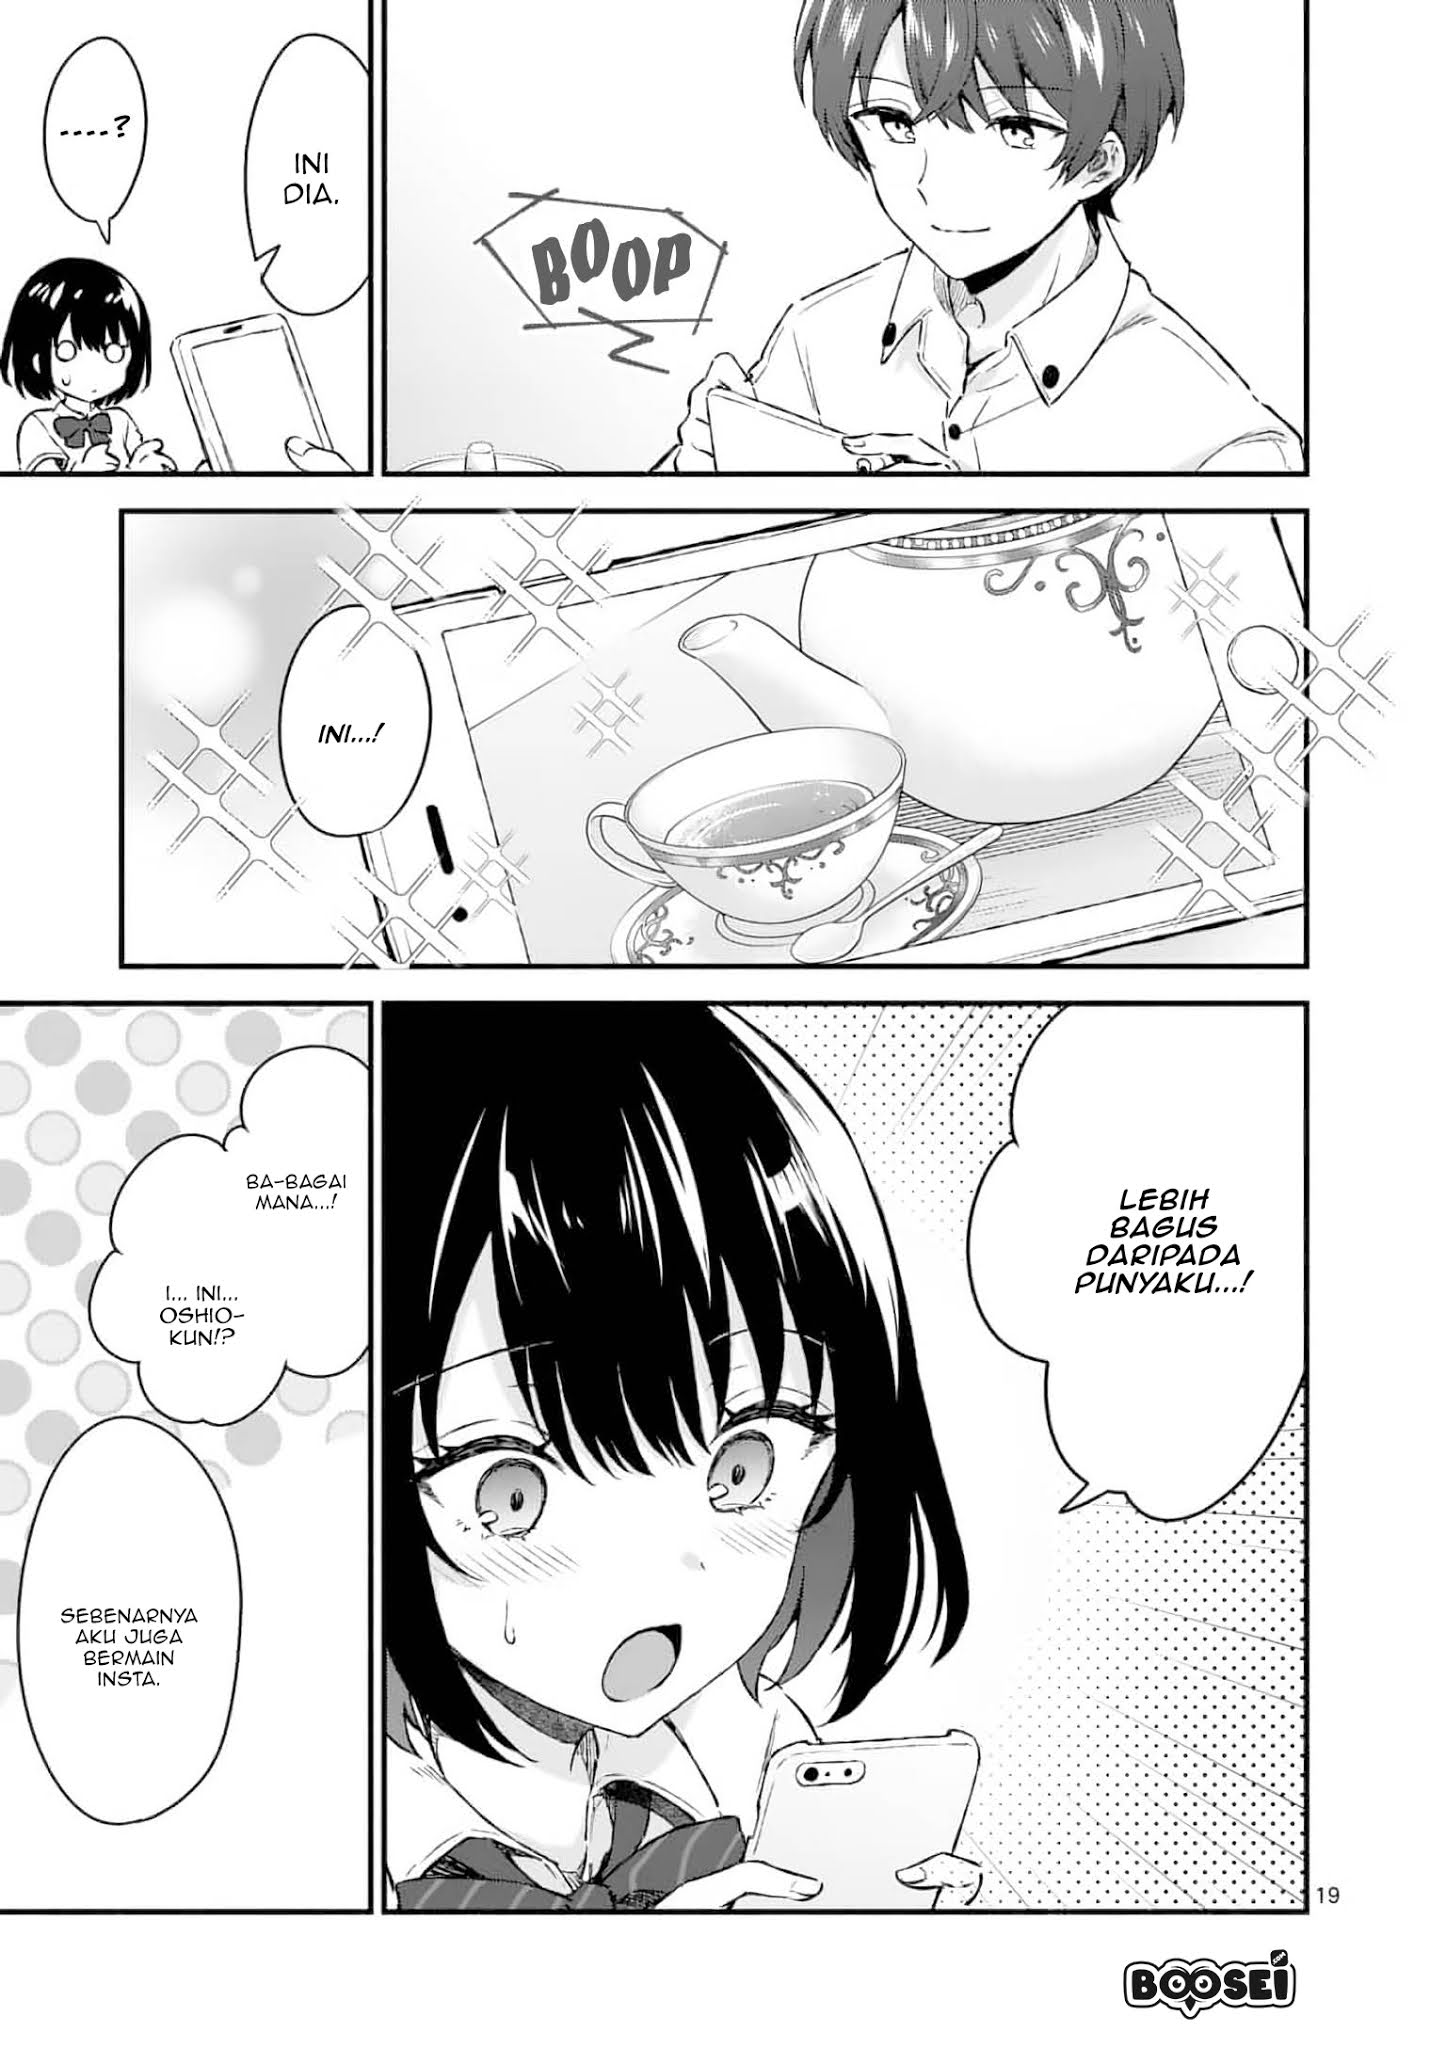 BOOP
INI
DIA.
....?
INI...!
LEBIH
BAGUS
DARIPADA
PUNYAKU...!
BA-BAGAI
MANA...!
I... INI...
OSHIO-
KUN!?
SEBENARNYA
AKU JUGA
BERMAIN
INSTA.
19
BOOSEI
.COM